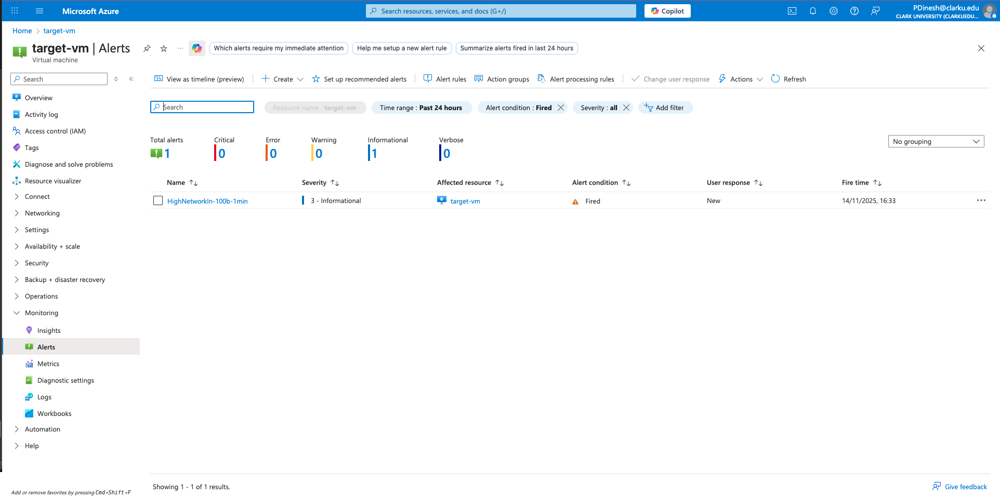 Microsoft Azure
Search resources, services, and docs (G+/)
Copilot
PDinesh@clarku.edu
CLARK UNIVERSITY (CLARKUEDU...
Home > target-vm
target-vm | Alerts
Virtual machine
Which alerts require my immediate attention
Help me setup a new alert rule
Summarize alerts fired in last 24 hours
Search
Overview
Activity log
Access control (IAM)
Tags
Diagnose and solve problems
Resource visualizer
Connect
Networking
Settings
Availability + scale
Security
Backup + disaster recovery
Operations
Monitoring
Insights
Alerts
Metrics
Diagnostic settings
Logs
Workbooks
Automation
Help
Add or remove favorites by pressing Cmd+Shift+F
View as timeline (preview)
Create
Set up recommended alerts
Alert rules
Action groups
Alert processing rules
Change user response
Actions
Refresh
Search
Resource name : target-vm
Time range : Past 24 hours
Alert condition : Fired
Severity : all
Add filter
Total alerts
1
Critical
0
Error
0
Warning
0
Informational
1
Verbose
0
No grouping
Name Severity Affected resource Alert condition User response Fire time
HighNetworkIn-100b-1min 3 - Informational target-vm Fired New 14/11/2025, 16:33 ...
Showing 1 - 1 of 1 results.
Give feedback